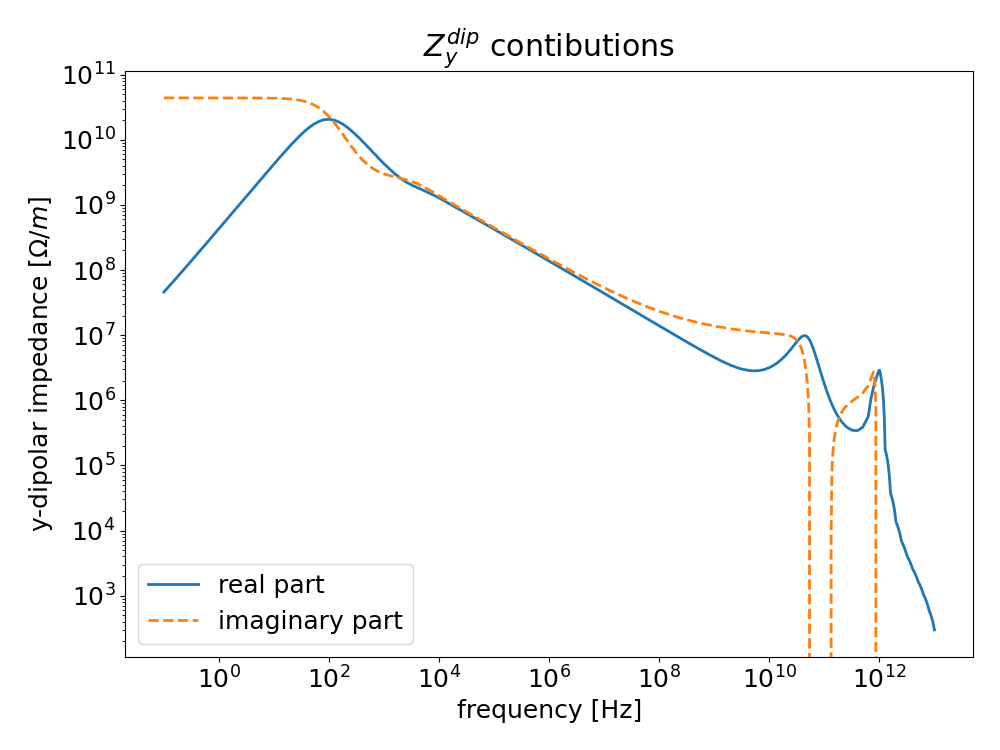 $Z_y^{dip}$ contibutions
y-dipolar impedance [Ω/m]
10^11
10^10
10^9
10^8
10^7
10^6
10^5
10^4
10^3
real part
imaginary part
10^0 10^2 10^4 10^6 10^8 10^10 10^12
frequency [Hz]